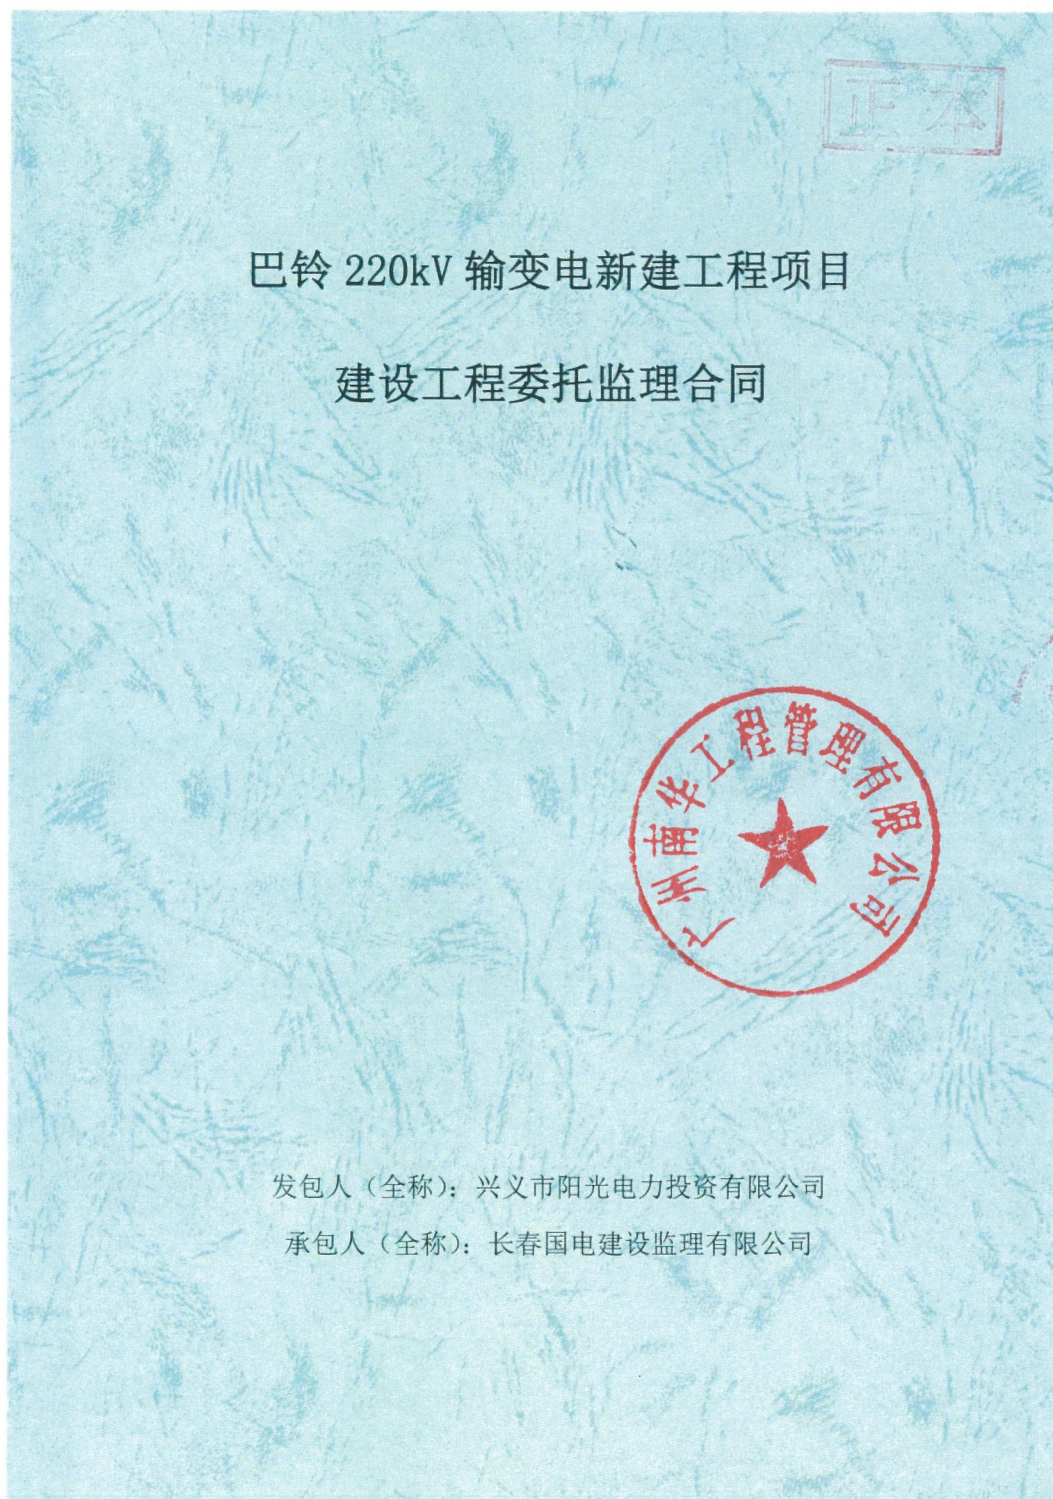 正本
巴铃 220kV 输变电新建工程项目
建设工程委托监理合同
广州南华工程管理有限公司
发包人（全称）：兴义市阳光电力投资有限公司
承包人（全称）：长春国电建设监理有限公司